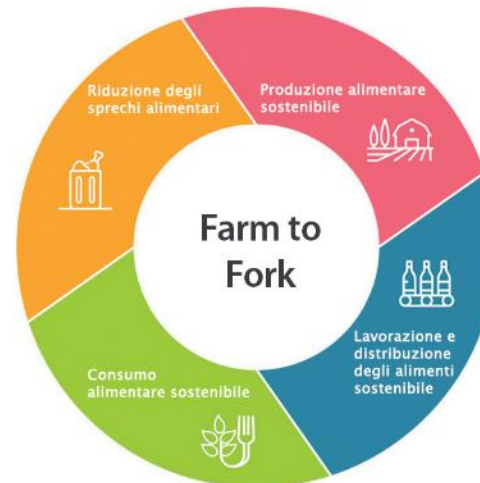 Riduzione degli
sprechi alimentari
Produzione alimentare
sostenibile
Farm to
Fork
Lavorazione e
distribuzione
degli alimenti
sostenibile
Consumo
alimentare sostenibile